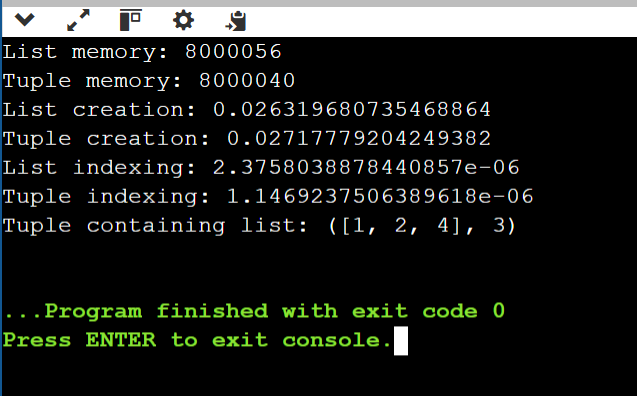 List memory: 8000056
Tuple memory: 8000040
List creation: 0.026319680735468864
Tuple creation: 0.02717779204249382
List indexing: 2.3758038878440857e-06
Tuple indexing: 1.1469237506389618e-06
Tuple containing list: ([1, 2, 4], 3)
...Program finished with exit code 0
Press ENTER to exit console.